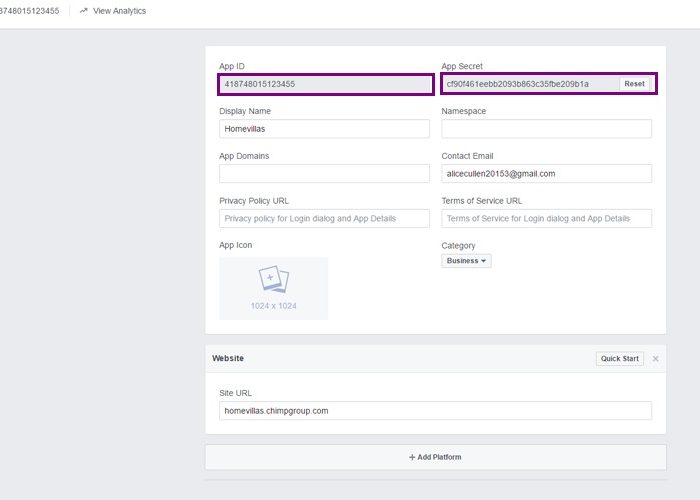 8748015123455 View Analytics
App ID
App Secret
418748015123455
cf90f461eebb2093b863c35fbe209b1a Reset
Display Name
Namespace
Homevillas
App Domains
Contact Email
alicecullen20153@gmail.com
Privacy Policy URL
Terms of Service URL
Privacy policy for Login dialog and App Details
Terms of Service for Login dialog and App Details
App Icon
Category
Business
1024 x 1024
Website
Quick Start
Site URL
homevillas.chimpgroup.com
+ Add Platform